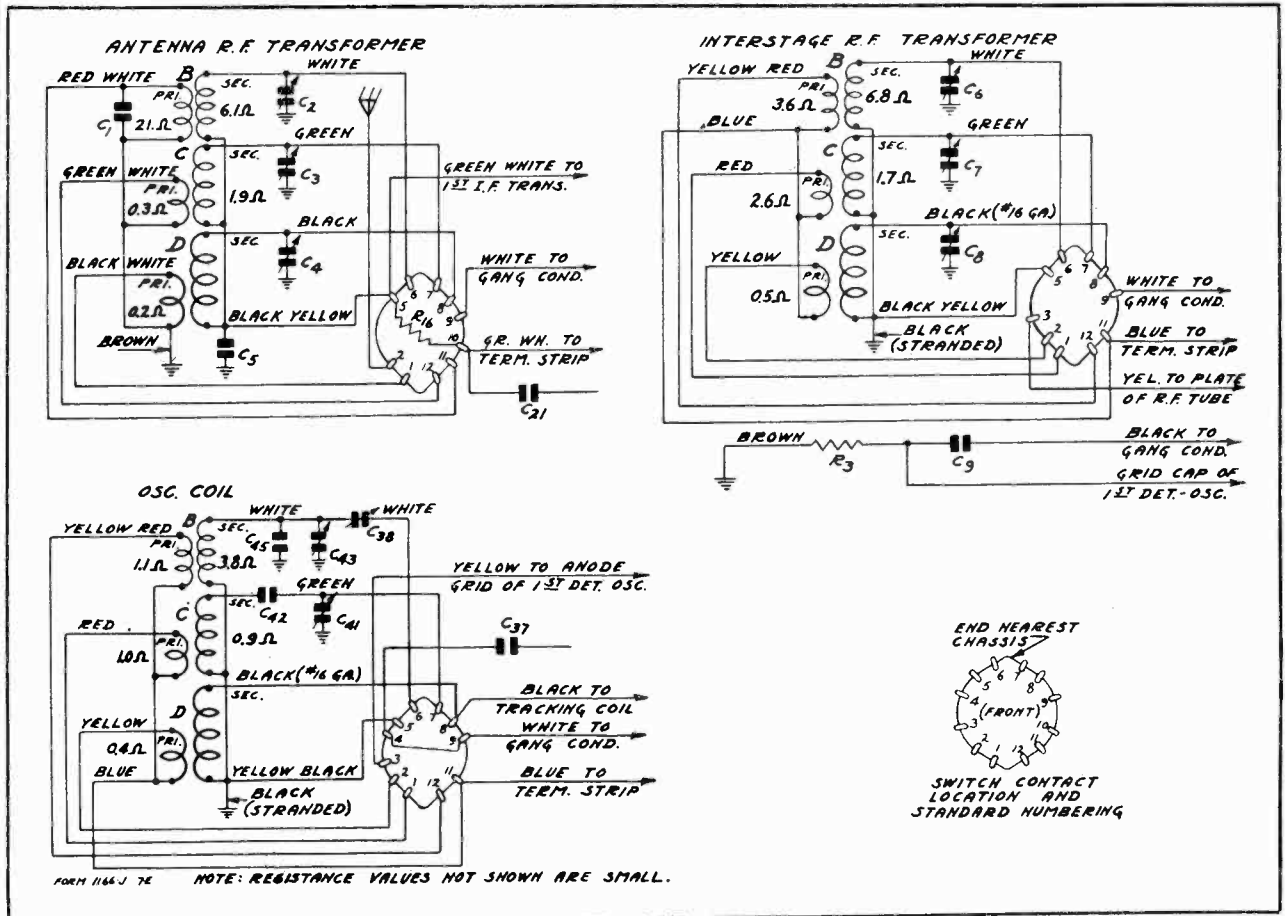 ANTENNA R.F. TRANSFORMER
RED WHITE
B
SEC.
WHITE
PRI.
C1
21.Ω
6.1Ω
C2
GREEN
C
SEC.
GREEN WHITE
PRI.
C3
GREEN WHITE TO
1ST I.F. TRANS.
0.3Ω
1.9Ω
BLACK
D
SEC.
BLACK WHITE
PRI.
C4
WHITE TO
GANG COND.
0.2Ω
BLACK YELLOW
BROWN
C5
R16
5
6
7
8
9
10
11
12
1
2
GR. WH. TO
TERM. STRIP
C21
INTERSTAGE R.F. TRANSFORMER
YELLOW RED
B
SEC.
WHITE
PRI.
3.6Ω
6.8Ω
C6
BLUE
GREEN
C
SEC.
RED
PRI.
C7
2.6Ω
1.7Ω
BLACK (#16 GA)
D
SEC.
YELLOW
PRI.
C8
0.5Ω
BLACK YELLOW
BLACK
(STRANDED)
5
6
7
8
9
11
12
1
2
3
WHITE TO
GANG COND.
BLUE TO
TERM. STRIP
YEL. TO PLATE
OF R.F. TUBE
BROWN
R3
C9
BLACK TO
GANG COND.
GRID CAP OF
1ST DET.-OSC.
OSC. COIL
YELLOW RED
B
SEC.
WHITE
WHITE
PRI.
C45
C43
C38
1.1Ω
3.8Ω
GREEN
C
SEC.
C42
C41
RED
PRI.
1.0Ω
0.9Ω
YELLOW TO ANODE
GRID OF 1ST DET. OSC.
C37
BLACK (#16 GA.)
D
SEC.
YELLOW
PRI.
0.4Ω
BLUE
YELLOW BLACK
BLACK
(STRANDED)
5
6
7
8
9
4
3
2
1
12
11
BLACK TO
TRACKING COIL
WHITE TO
GANG COND.
BLUE TO
TERM. STRIP
END NEAREST
CHASSIS
5
6
7
8
4
9
(FRONT)
3
10
2
11
1
12
SWITCH CONTACT
LOCATION AND
STANDARD NUMBERING
FORM 1166-J 7E
NOTE: RESISTANCE VALUES NOT SHOWN ARE SMALL.